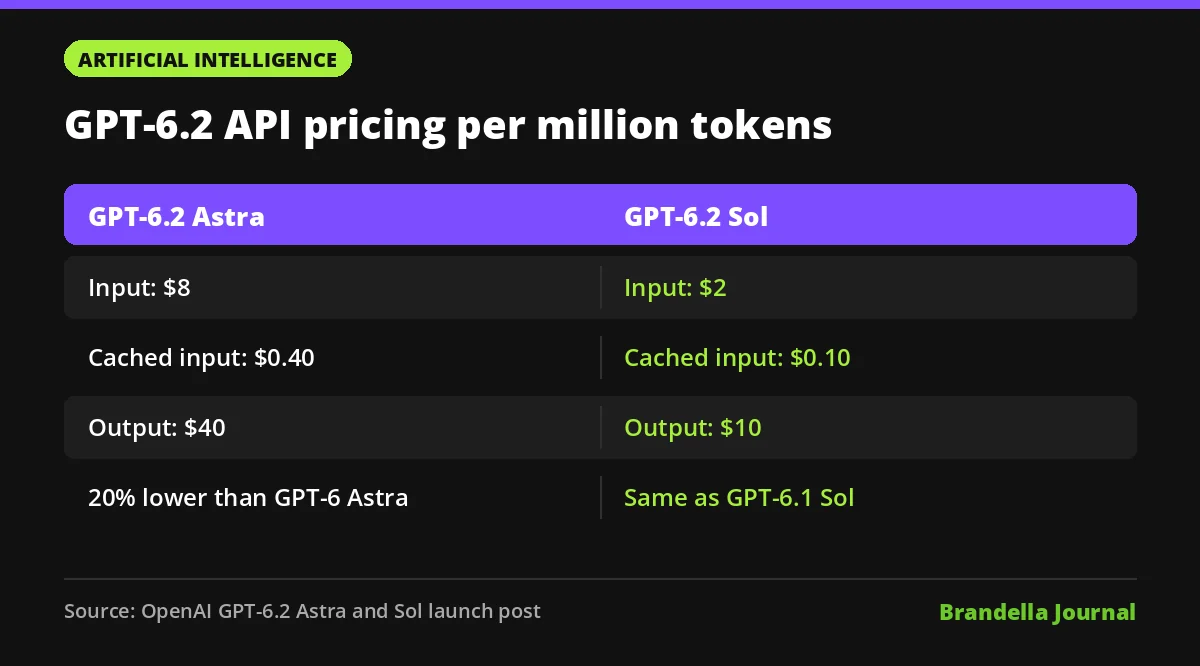 ARTIFICIAL INTELLIGENCE
GPT-6.2 API pricing per million tokens
GPT-6.2 Astra GPT-6.2 Sol
Input: $8 Input: $2
Cached input: $0.40 Cached input: $0.10
Output: $40 Output: $10
20% lower than GPT-6 Astra Same as GPT-6.1 Sol
Source: OpenAI GPT-6.2 Astra and Sol launch post Brandella Journal